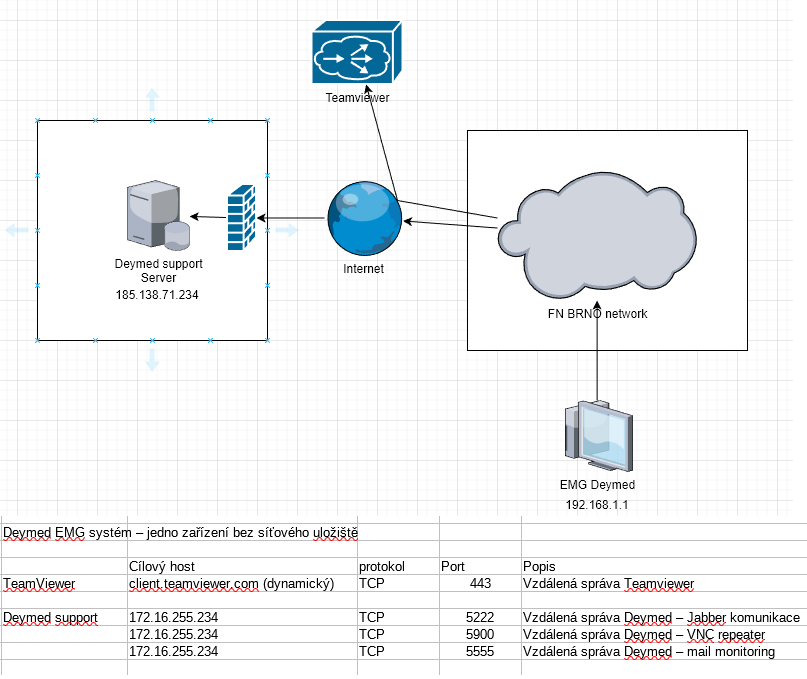 Teamviewer
Deymed support
Server
185.138.71.234
Internet
FN BRNO network
EMG Deymed
192.168.1.1
Deymed EMG systém – jedno zařízení bez síťového uložiště
Cílový host protokol Port Popis
TeamViewer client.teamviewer.com (dynamický) TCP 443 Vzdálená správa Teamviewer
Deymed support 172.16.255.234 TCP 5222 Vzdálená správa Deymed – Jabber komunikace
172.16.255.234 TCP 5900 Vzdálená správa Deymed – VNC repeater
172.16.255.234 TCP 5555 Vzdálená správa Deymed – mail monitoring